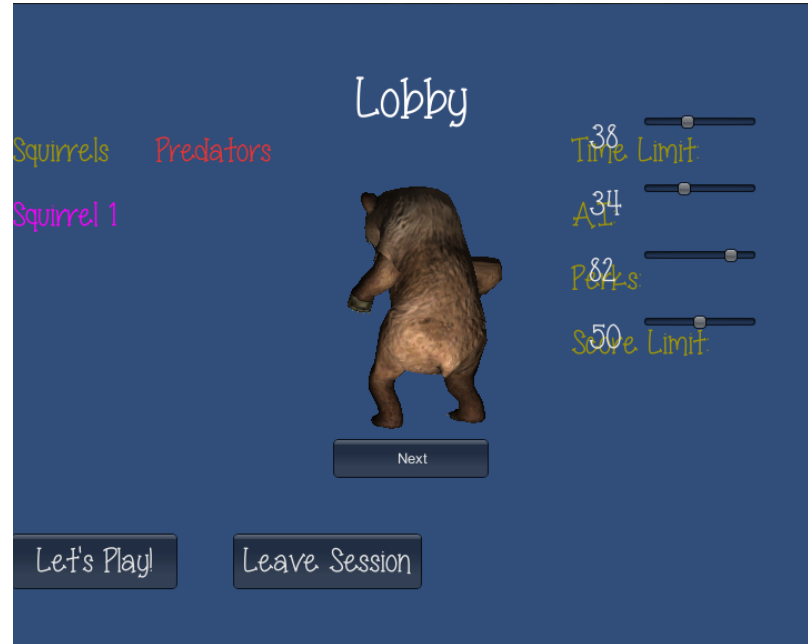 Lobby
Squirrels Predators
Squirrel 1
38
Time Limit:
34
A.I:
82
Perks:
50
Score Limit:
Next
Let's Play! Leave Session